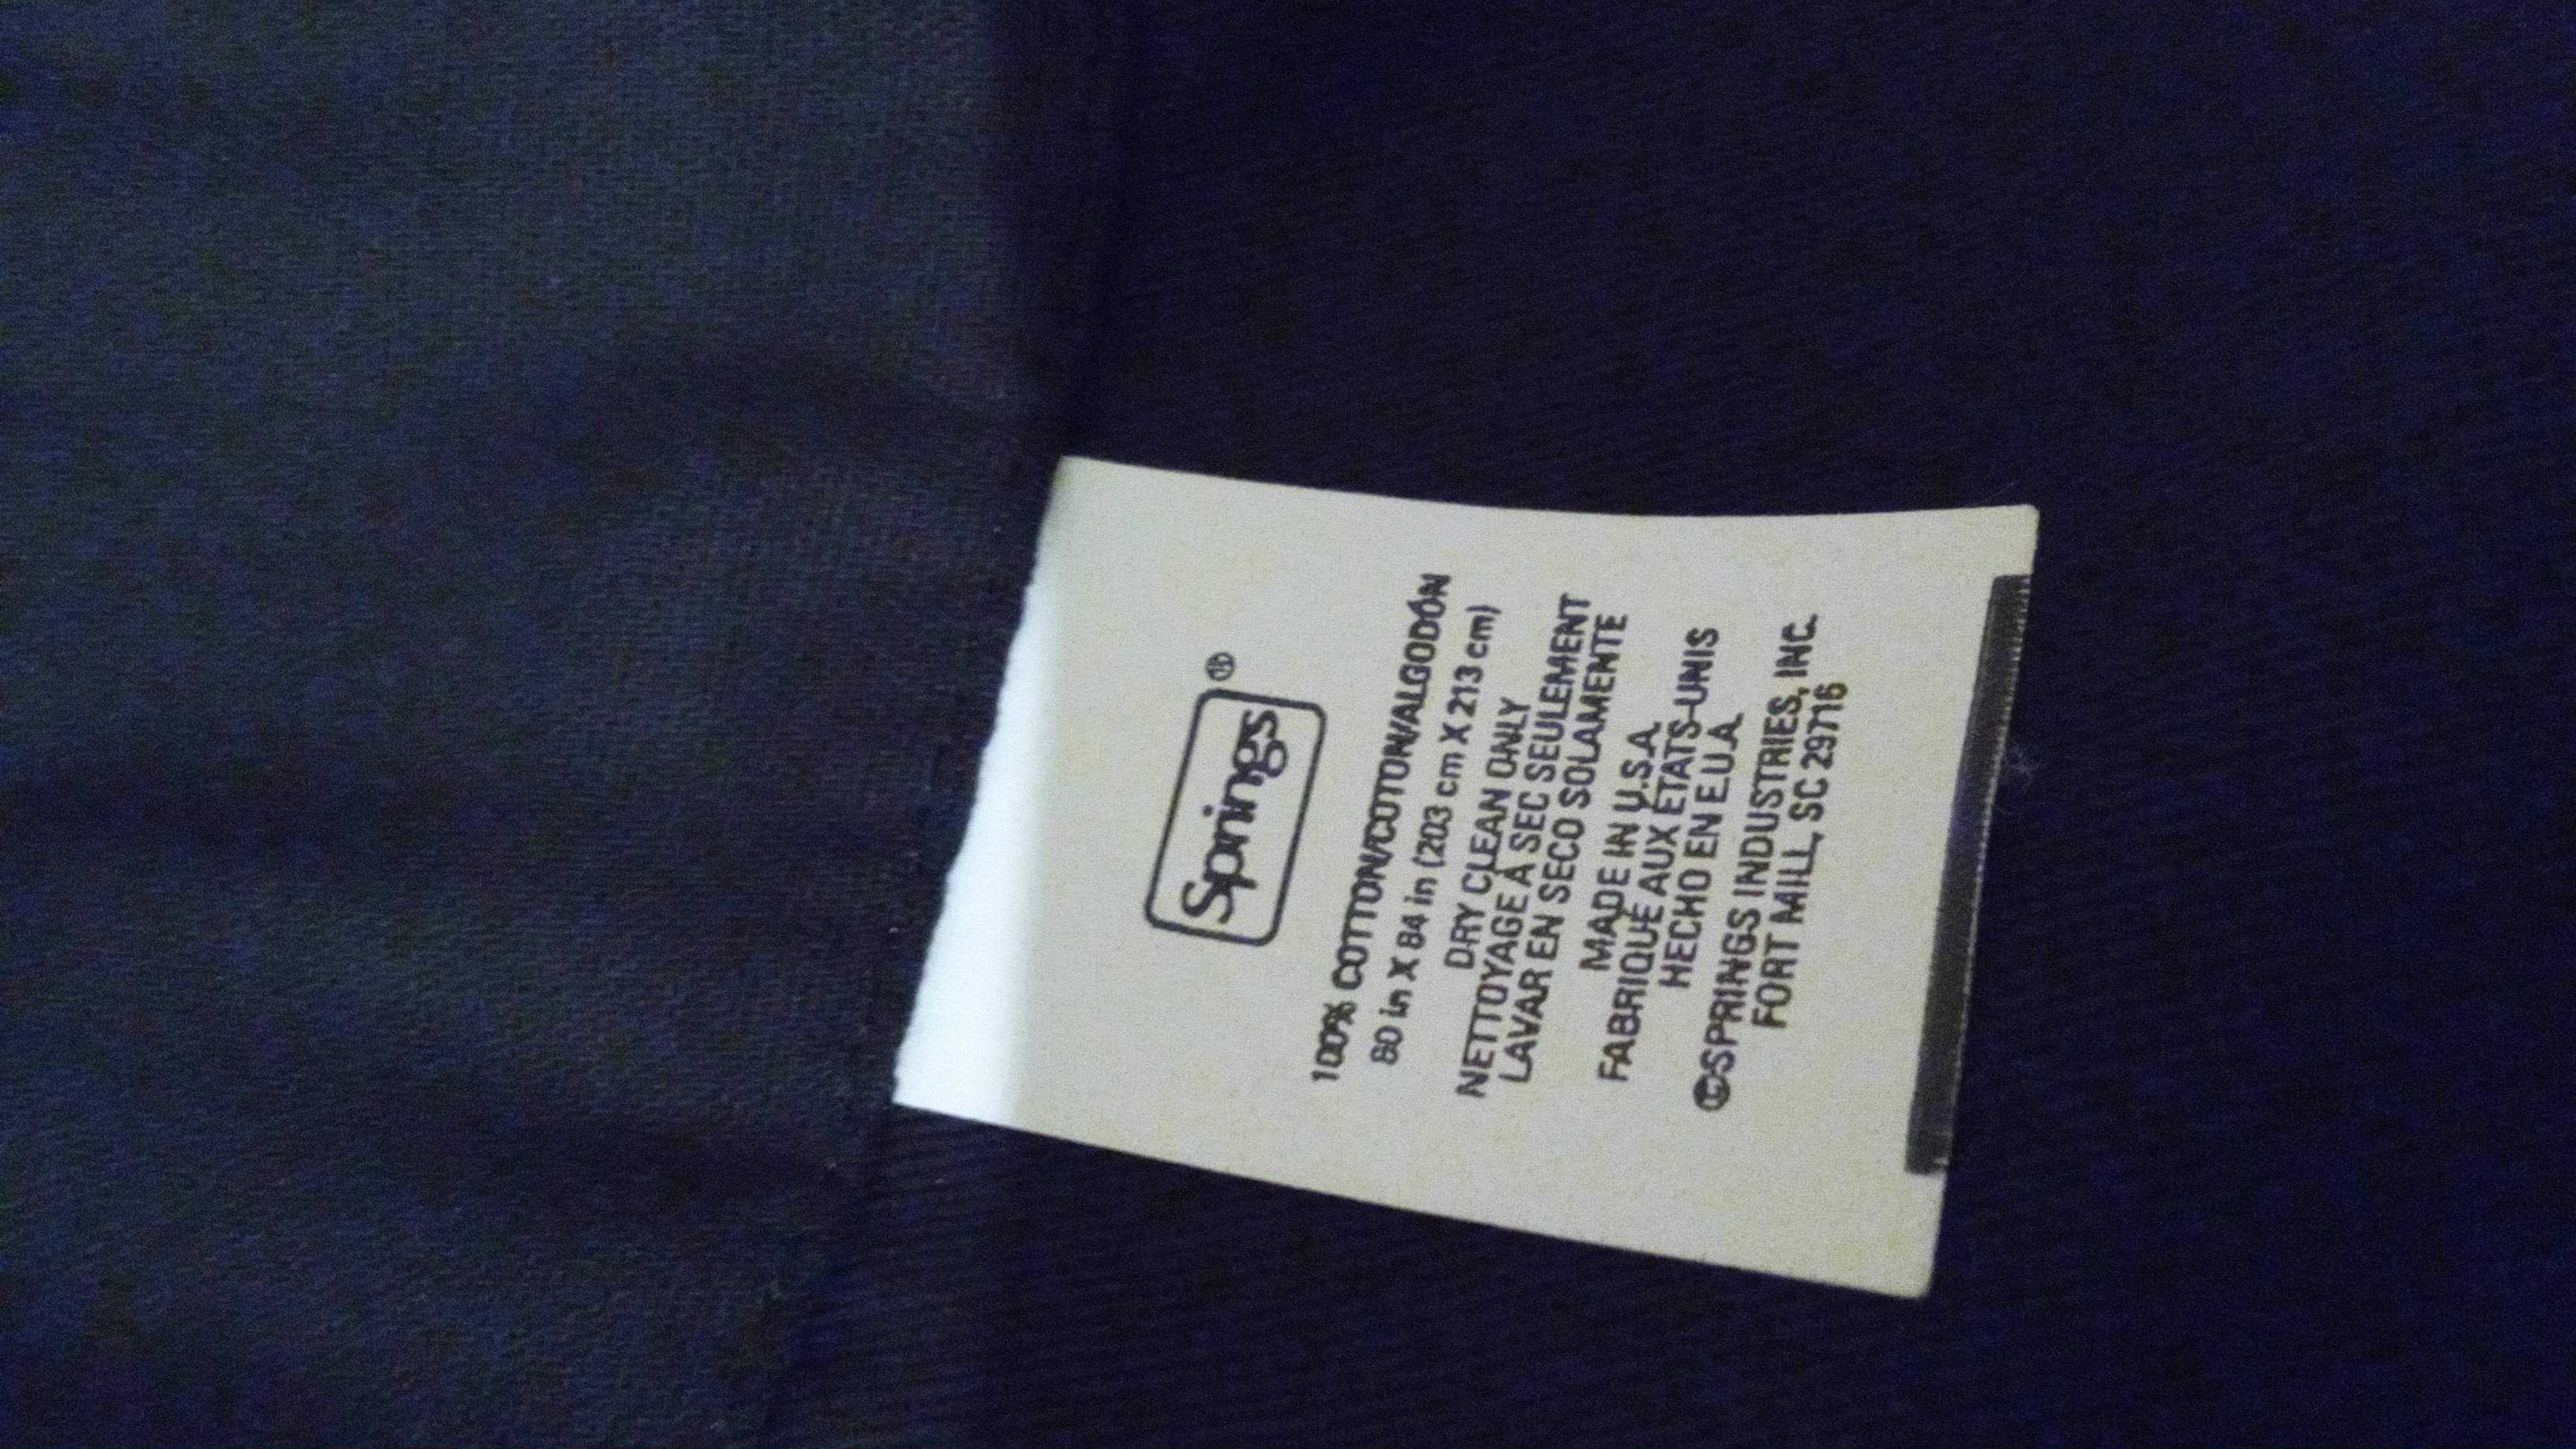 Springs®
100% COTTON/COTON/ALGODÓN
80 in X 84 in (203 cm X 213 cm)
DRY CLEAN ONLY
NETTOYAGE À SEC SEULEMENT
LAVAR EN SECO SOLAMENTE
MADE IN U.S.A.
FABRIQUÉ AUX ÉTATS-UNIS
HECHO EN E.U.A.
©SPRINGS INDUSTRIES, INC.
FORT MILL, SC 29716